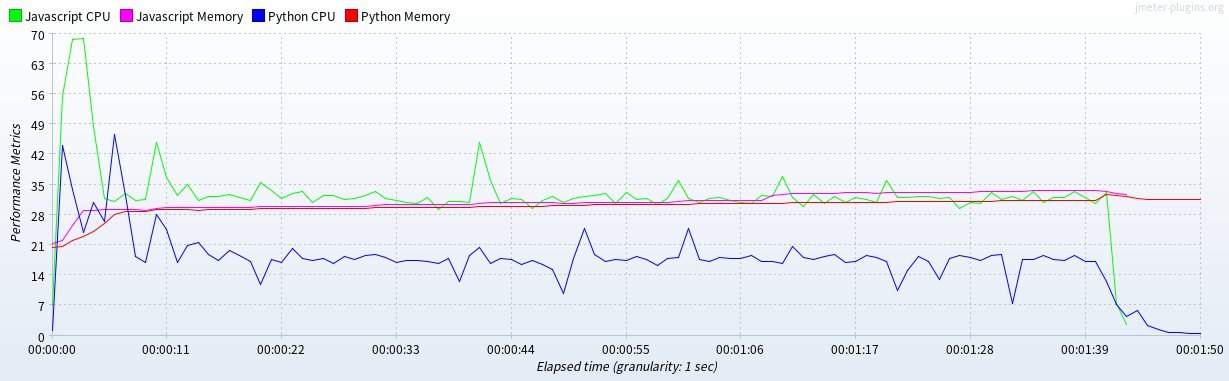 jmeter-plugins.org
Javascript CPU Javascript Memory Python CPU Python Memory
Performance Metrics
70
63
56
49
42
35
28
21
14
7
0
00:00:00 00:00:11 00:00:22 00:00:33 00:00:44 00:00:55 00:01:06 00:01:17 00:01:28 00:01:39 00:01:50
Elapsed time (granularity: 1 sec)